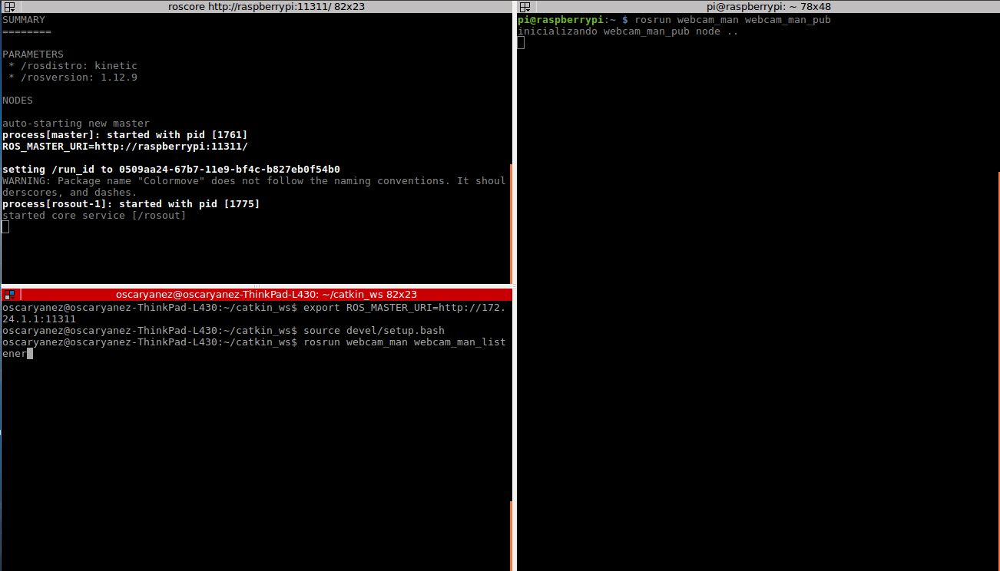 roscore http://raspberrypi:11311/ 82x23
SUMMARY
========
PARAMETERS
 * /rosdistro: kinetic
 * /rosversion: 1.12.9
NODES
auto-starting new master
process[master]: started with pid [1761]
ROS_MASTER_URI=http://raspberrypi:11311/
setting /run_id to 0509aa24-67b7-11e9-bf4c-b827eb0f54b0
WARNING: Package name "Colormove" does not follow the naming conventions. It shoul
derscores, and dashes.
process[rosout-1]: started with pid [1775]
started core service [/rosout]
oscaryanez@oscaryanez-ThinkPad-L430: ~/catkin_ws 82x23
oscaryanez@oscaryanez-ThinkPad-L430:~/catkin_ws$ export ROS_MASTER_URI=http://172.
24.1.1:11311
oscaryanez@oscaryanez-ThinkPad-L430:~/catkin_ws$ source devel/setup.bash
oscaryanez@oscaryanez-ThinkPad-L430:~/catkin_ws$ rosrun webcam_man webcam_man_list
ener
pi@raspberrypi: ~ 78x48
pi@raspberrypi:~ $ rosrun webcam_man webcam_man_pub
inicializando webcam_man_pub node ..